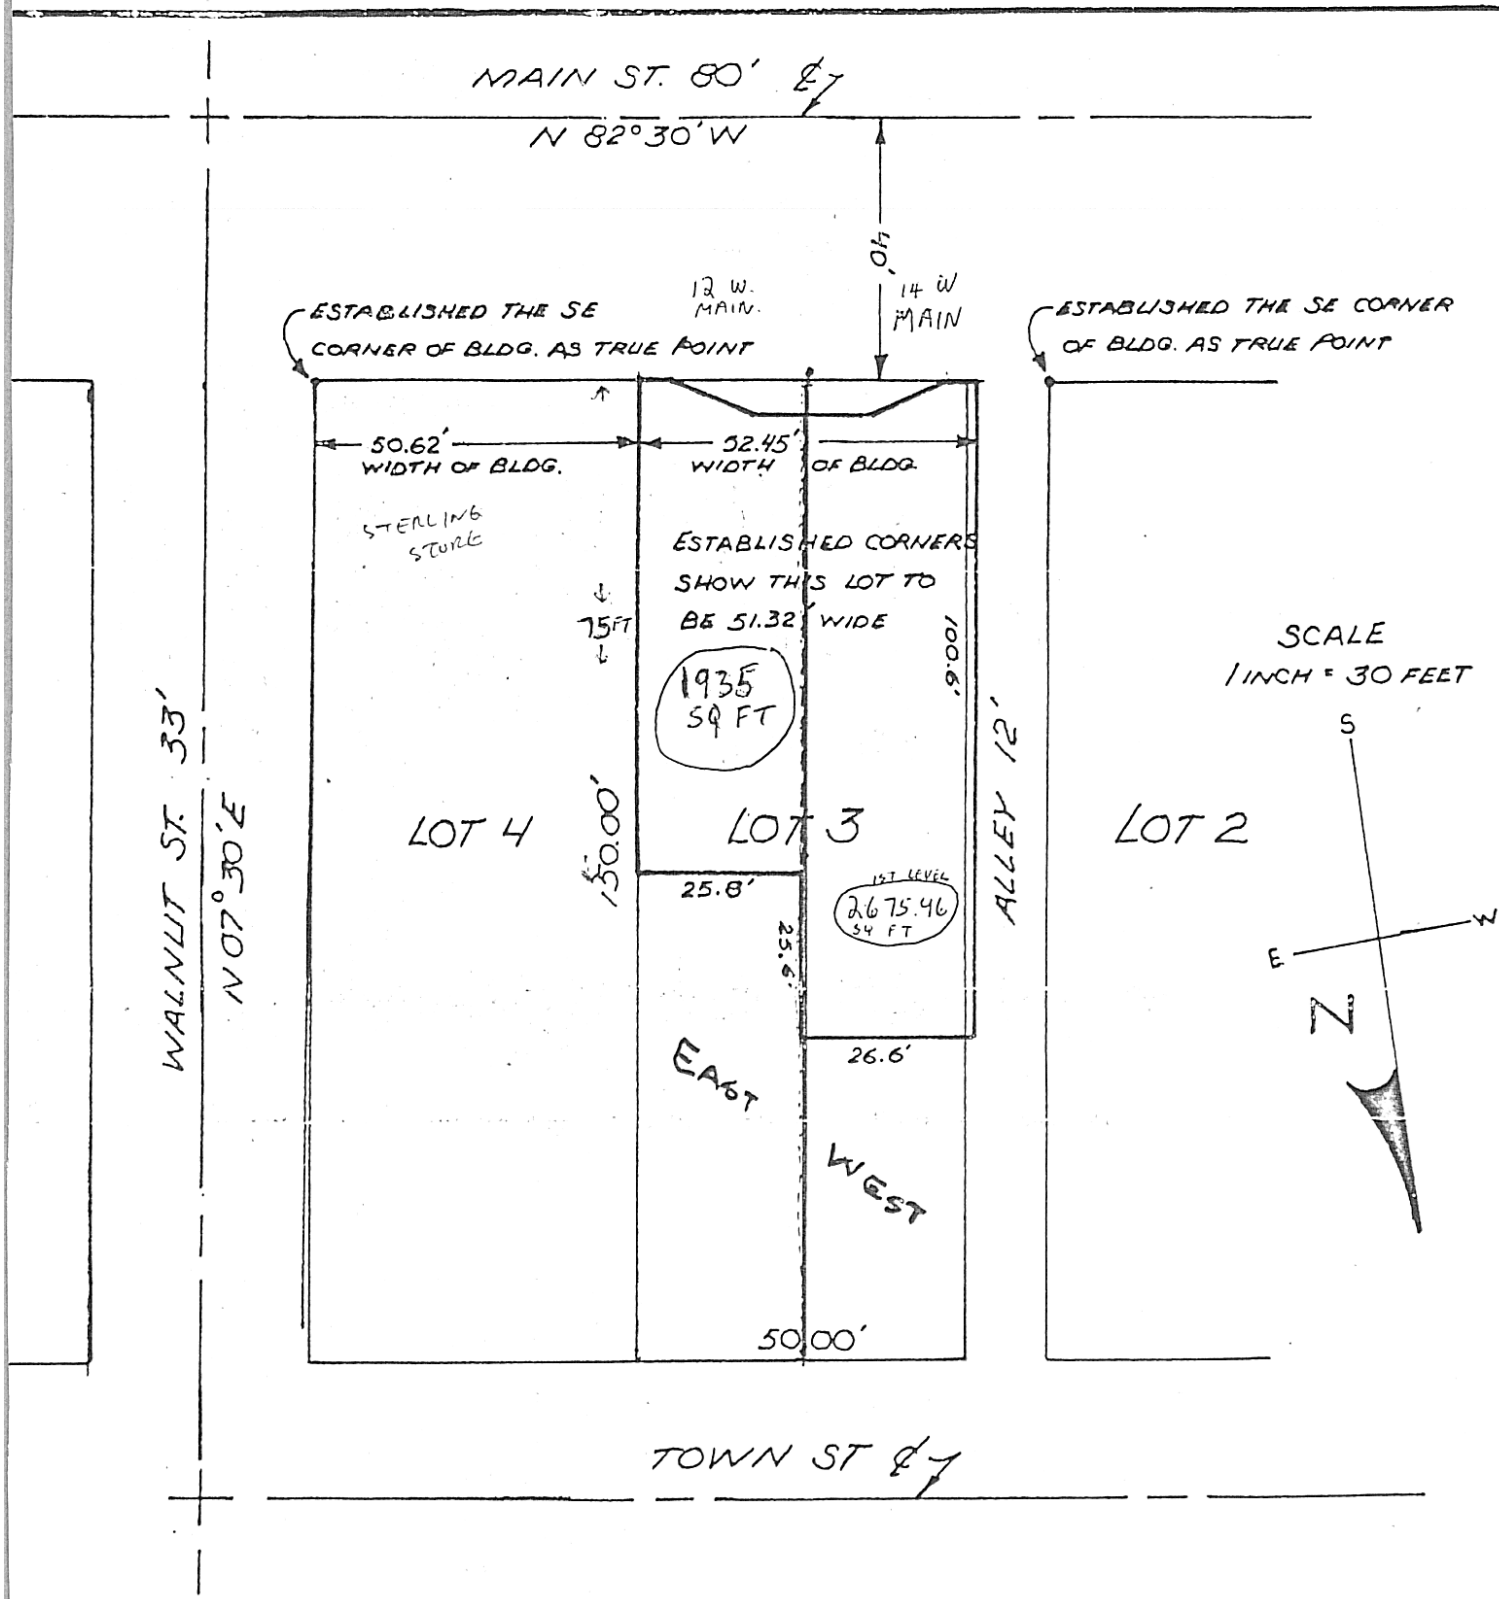 MAIN ST. 80' ℄
N 82°30'W
40'
12 W.
MAIN.
14 W
MAIN
ESTABLISHED THE SE
CORNER OF BLDG. AS TRUE POINT
ESTABLISHED THE SE CORNER
OF BLDG. AS TRUE POINT
50.62'
WIDTH OF BLDG.
52.45'
WIDTH OF BLDG.
STERLING
STORE
ESTABLISHED CORNERS
SHOW THIS LOT TO
BE 51.32' WIDE
75 FT
1935
SQ FT
100.6'
SCALE
1 INCH = 30 FEET
S
W
E
N
WALNUT ST. 33'
N 07°30'E
LOT 4
150.00'
LOT 3
ALLEY 12'
LOT 2
25.8'
1ST LEVEL
2675.96
SQ FT
25.6'
26.6'
EAST
WEST
50.00'
TOWN ST ℄